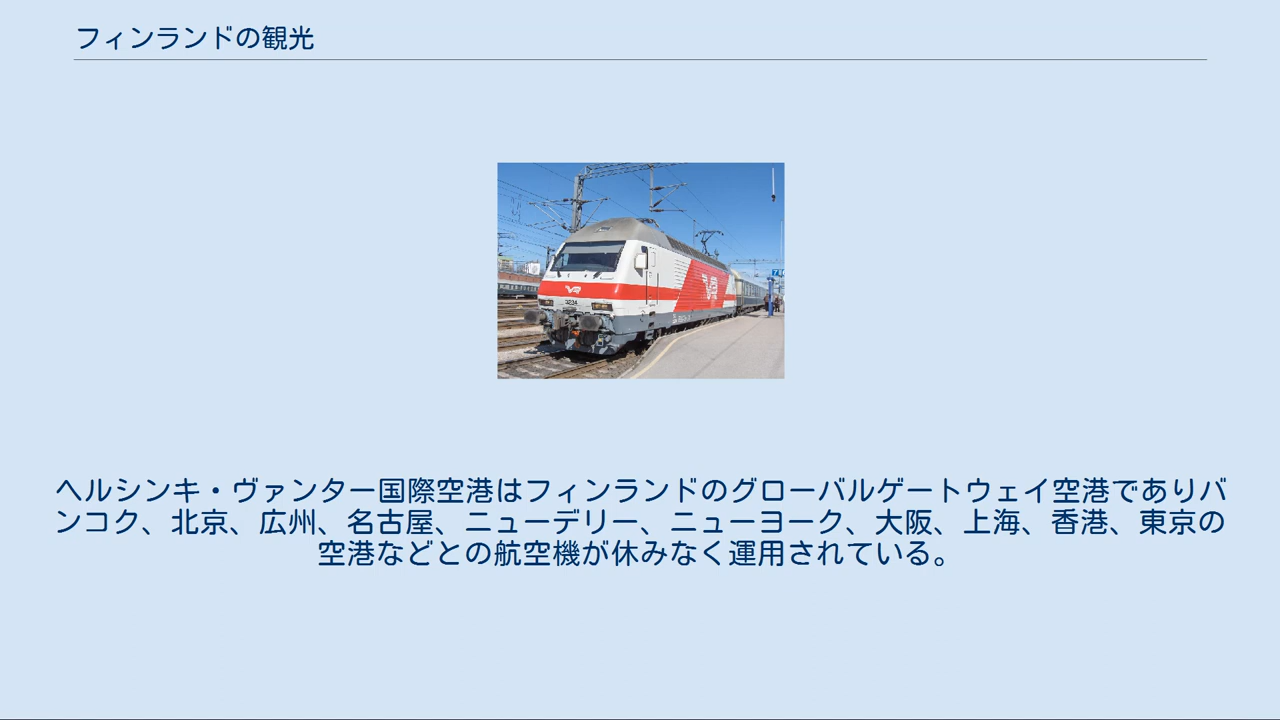 フィンランドの観光
VR
3234
VR
7
ヘルシンキ・ヴァンター国際空港はフィンランドのグローバルゲートウェイ空港でありバ
ンコク、北京、広州、名古屋、ニューデリー、ニューヨーク、大阪、上海、香港、東京の
空港などとの航空機が休みなく運用されている。